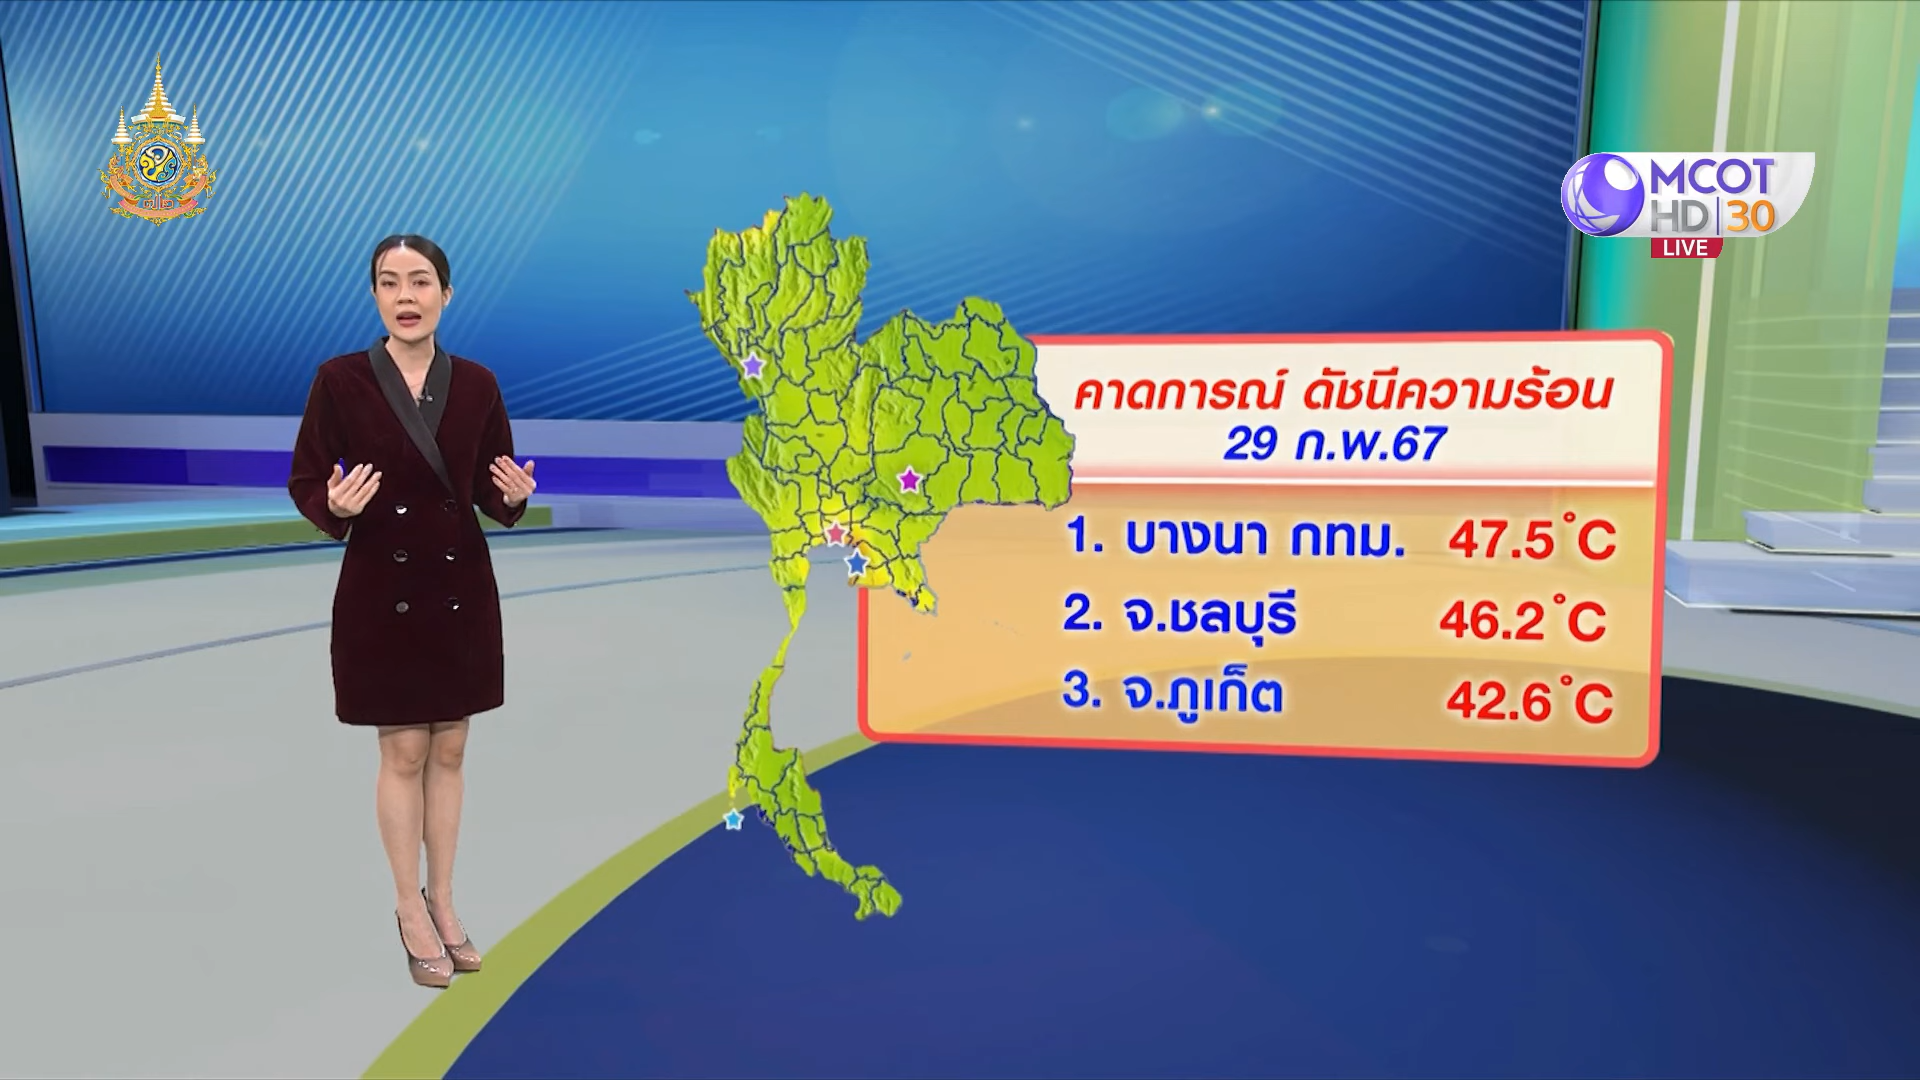 MCOT
HD 30
LIVE
๗๒
คาดการณ์ ดัชนีความร้อน
29 ก.พ.67
1. บางนา กทม. 47.5 °C
2. จ.ชลบุรี 46.2 °C
3. จ.ภูเก็ต 42.6 °C